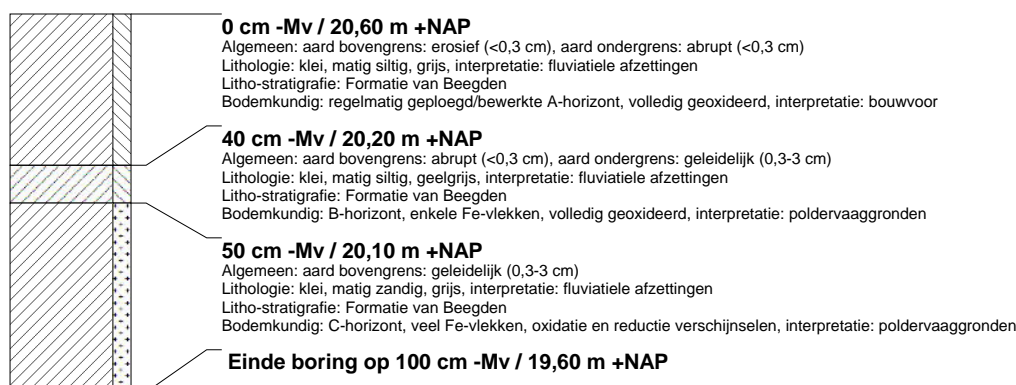 0 cm -Mv / 20,60 m +NAP
Algemeen: aard bovengrens: erosief (<0,3 cm), aard ondergrens: abrupt (<0,3 cm)
Lithologie: klei, matig siltig, grijs, interpretatie: fluviatiele afzettingen
Litho-stratigrafie: Formatie van Beegden
Bodemkundig: regelmatig geploegd/bewerkte A-horizont, volledig geoxideerd, interpretatie: bouwvoor
40 cm -Mv / 20,20 m +NAP
Algemeen: aard bovengrens: abrupt (<0,3 cm), aard ondergrens: geleidelijk (0,3-3 cm)
Lithologie: klei, matig siltig, geelgrijs, interpretatie: fluviatiele afzettingen
Litho-stratigrafie: Formatie van Beegden
Bodemkundig: B-horizont, enkele Fe-vlekken, volledig geoxideerd, interpretatie: poldervaaggronden
50 cm -Mv / 20,10 m +NAP
Algemeen: aard bovengrens: geleidelijk (0,3-3 cm)
Lithologie: klei, matig zandig, grijs, interpretatie: fluviatiele afzettingen
Litho-stratigrafie: Formatie van Beegden
Bodemkundig: C-horizont, veel Fe-vlekken, oxidatie en reductie verschijnselen, interpretatie: poldervaaggronden
Einde boring op 100 cm -Mv / 19,60 m +NAP